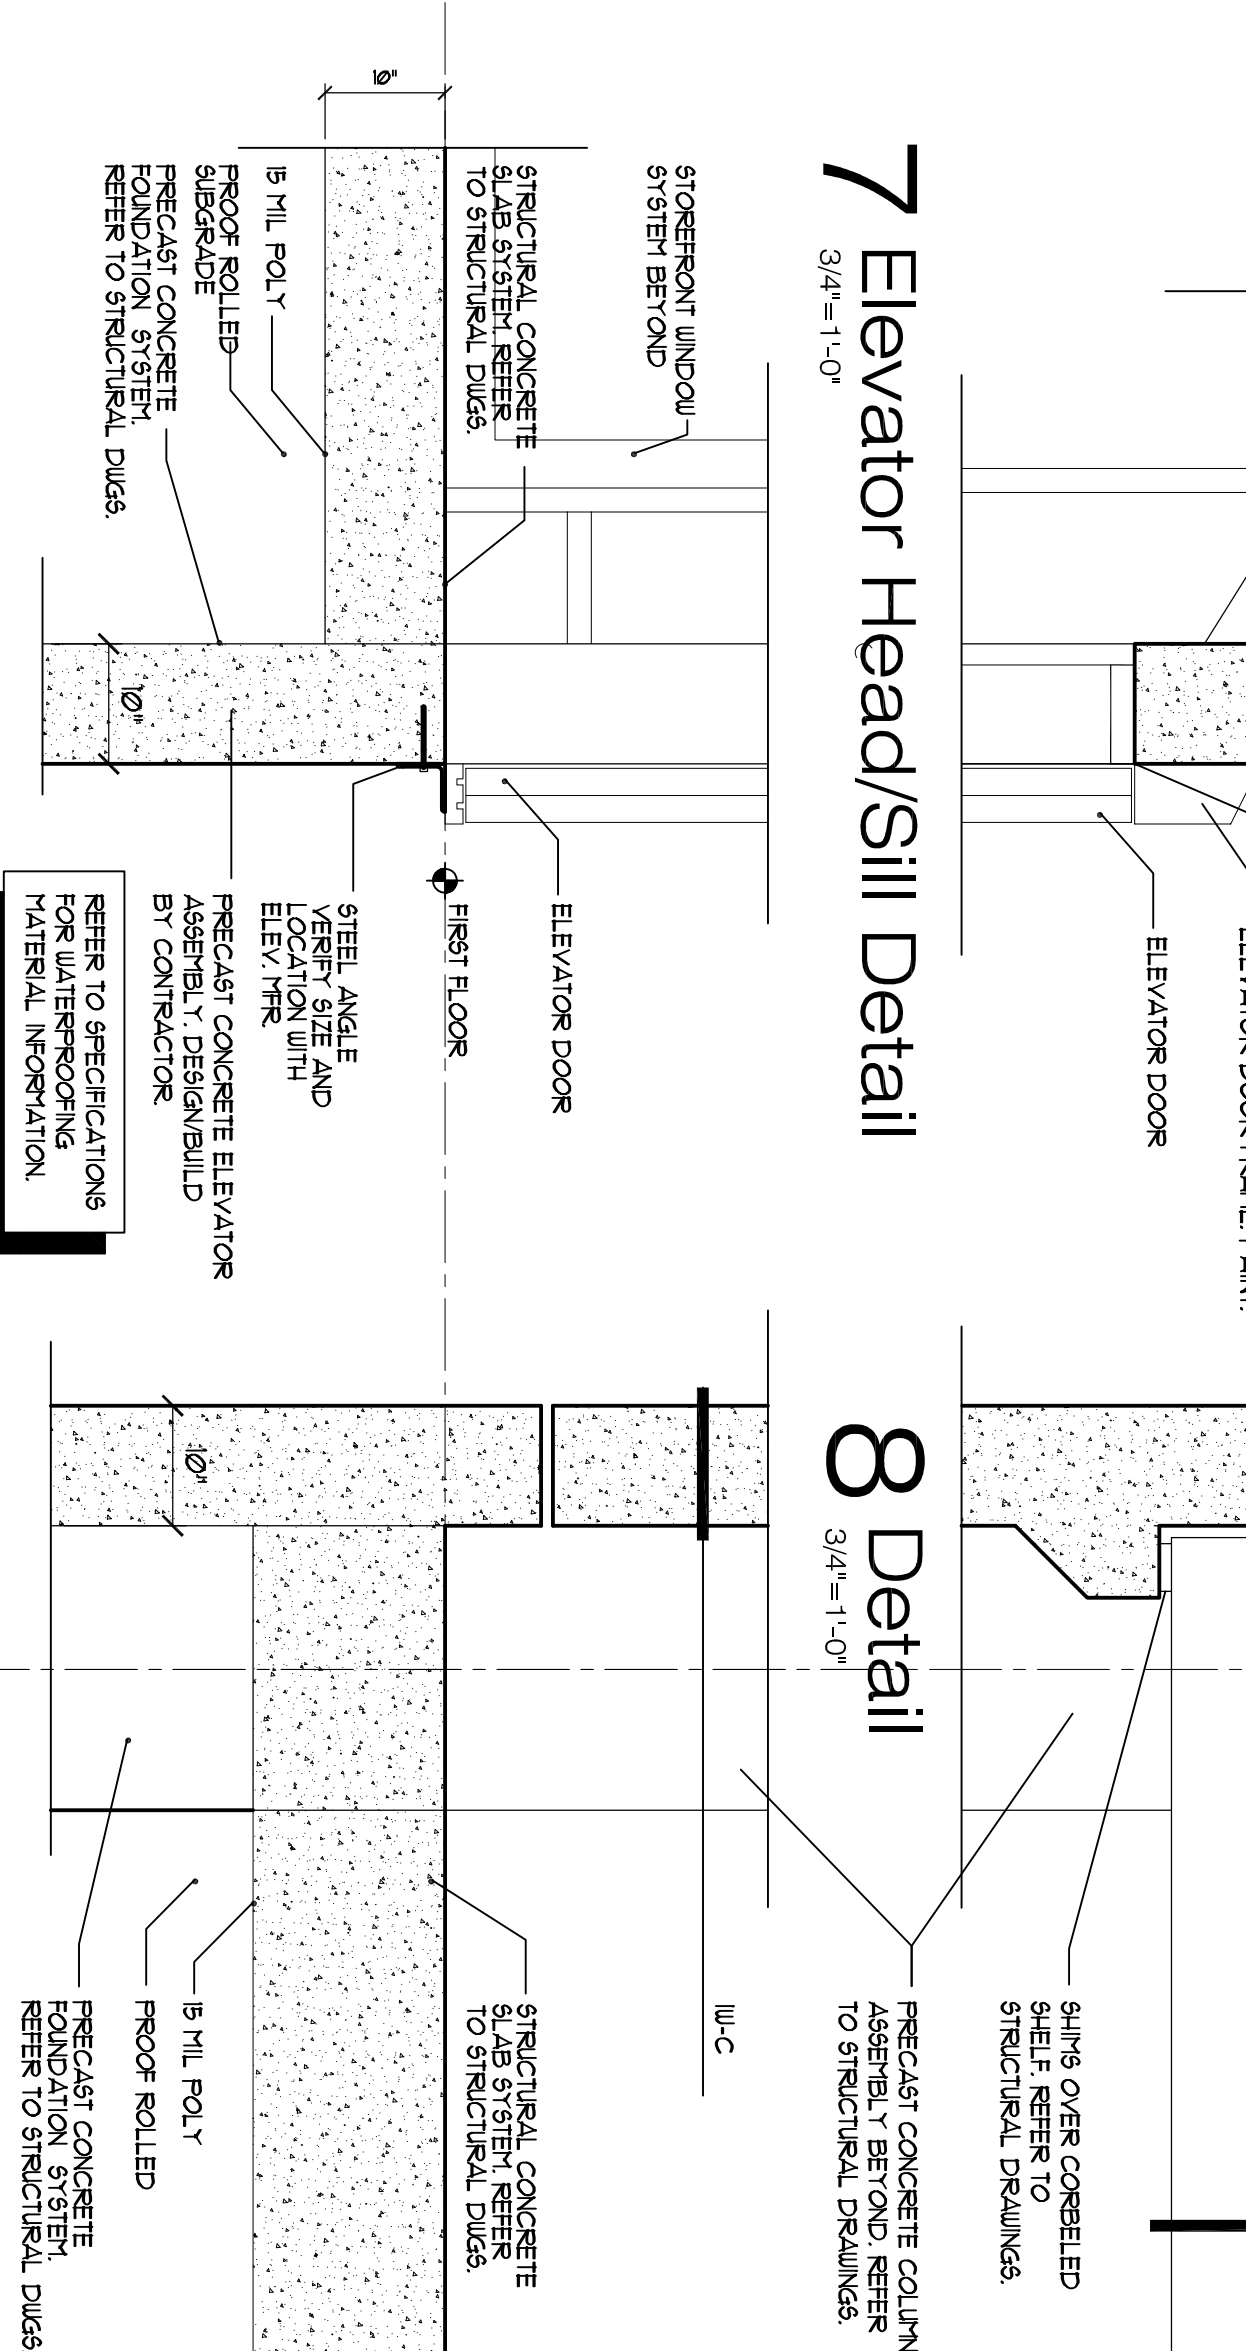 ELEVATOR DOOR
7 Elevator Head/Sill Detail
3/4"=1'-0"
STOREFRONT WINDOW
SYSTEM BEYOND
STRUCTURAL CONCRETE
SLAB SYSTEM. REFER
TO STRUCTURAL DWGS.
10"
15 MIL POLY
PROOF ROLLED
SUBGRADE
PRECAST CONCRETE
FOUNDATION SYSTEM.
REFER TO STRUCTURAL DWGS.
10"
ELEVATOR DOOR
FIRST FLOOR
STEEL ANGLE
VERIFY SIZE AND
LOCATION WITH
ELEV. MFR.
PRECAST CONCRETE ELEVATOR
ASSEMBLY. DESIGN/BUILD
BY CONTRACTOR.
REFER TO SPECIFICATIONS
FOR WATERPROOFING
MATERIAL INFORMATION.
8 Detail
3/4"=1'-0"
SHIMS OVER CORBELED
SHELF. REFER TO
STRUCTURAL DRAWINGS.
PRECAST CONCRETE COLUMN
ASSEMBLY BEYOND. REFER
TO STRUCTURAL DRAWINGS.
IW-C
STRUCTURAL CONCRETE
SLAB SYSTEM. REFER
TO STRUCTURAL DWGS.
10"
15 MIL POLY
PROOF ROLLED
PRECAST CONCRETE
FOUNDATION SYSTEM.
REFER TO STRUCTURAL DWGS